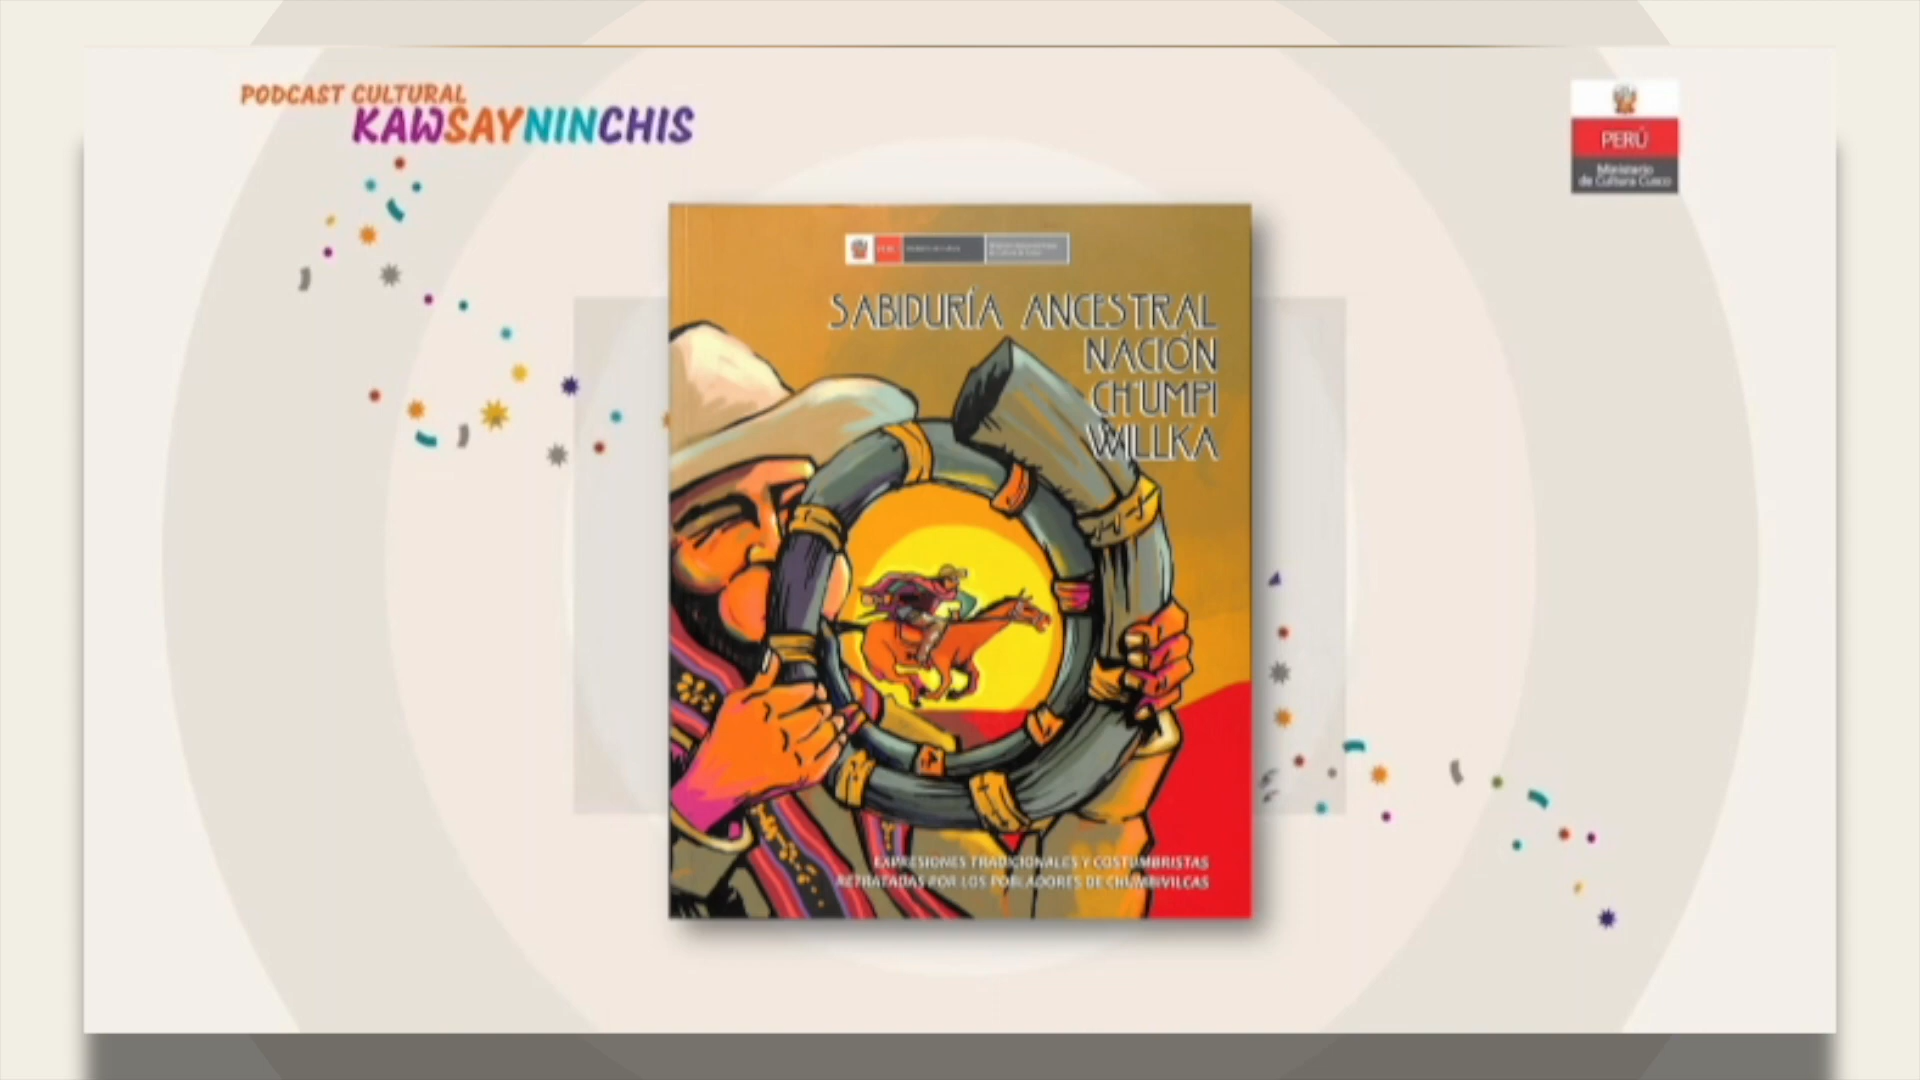 PODCAST CULTURAL
KAWSAYNINCHIS
PERÚ
Ministerio
de Cultura Cusco
SABIDURÍA ANCESTRAL
NACIÓN
CH'UMPI
WILLKA
EXPRESIONES TRADICIONALES Y COSTUMBRISTAS
RETRATADAS POR LOS POBLADORES DE CHUMBIVILCAS